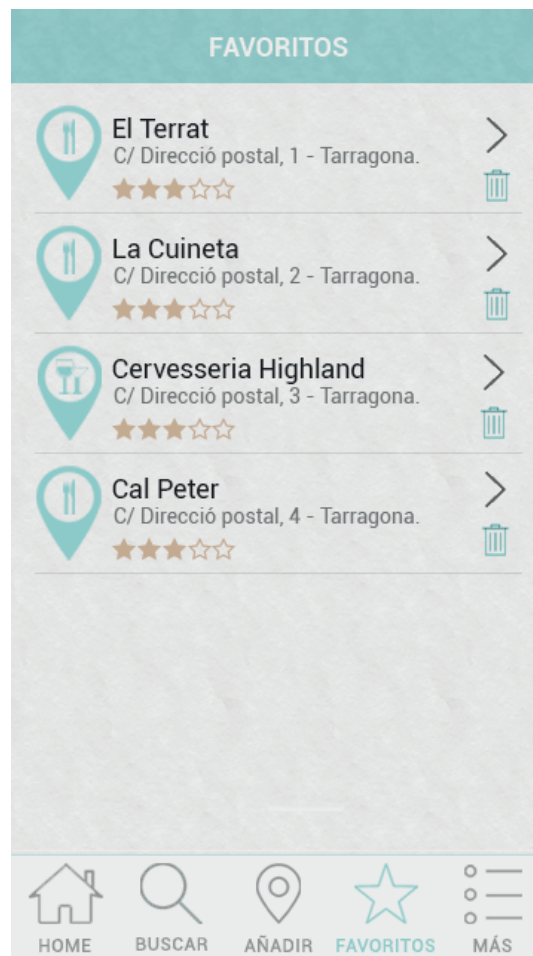 FAVORITOS
El Terrat
C/ Direcció postal, 1 - Tarragona.
La Cuineta
C/ Direcció postal, 2 - Tarragona.
Cervesseria Highland
C/ Direcció postal, 3 - Tarragona.
Cal Peter
C/ Direcció postal, 4 - Tarragona.
HOME BUSCAR AÑADIR FAVORITOS MÁS